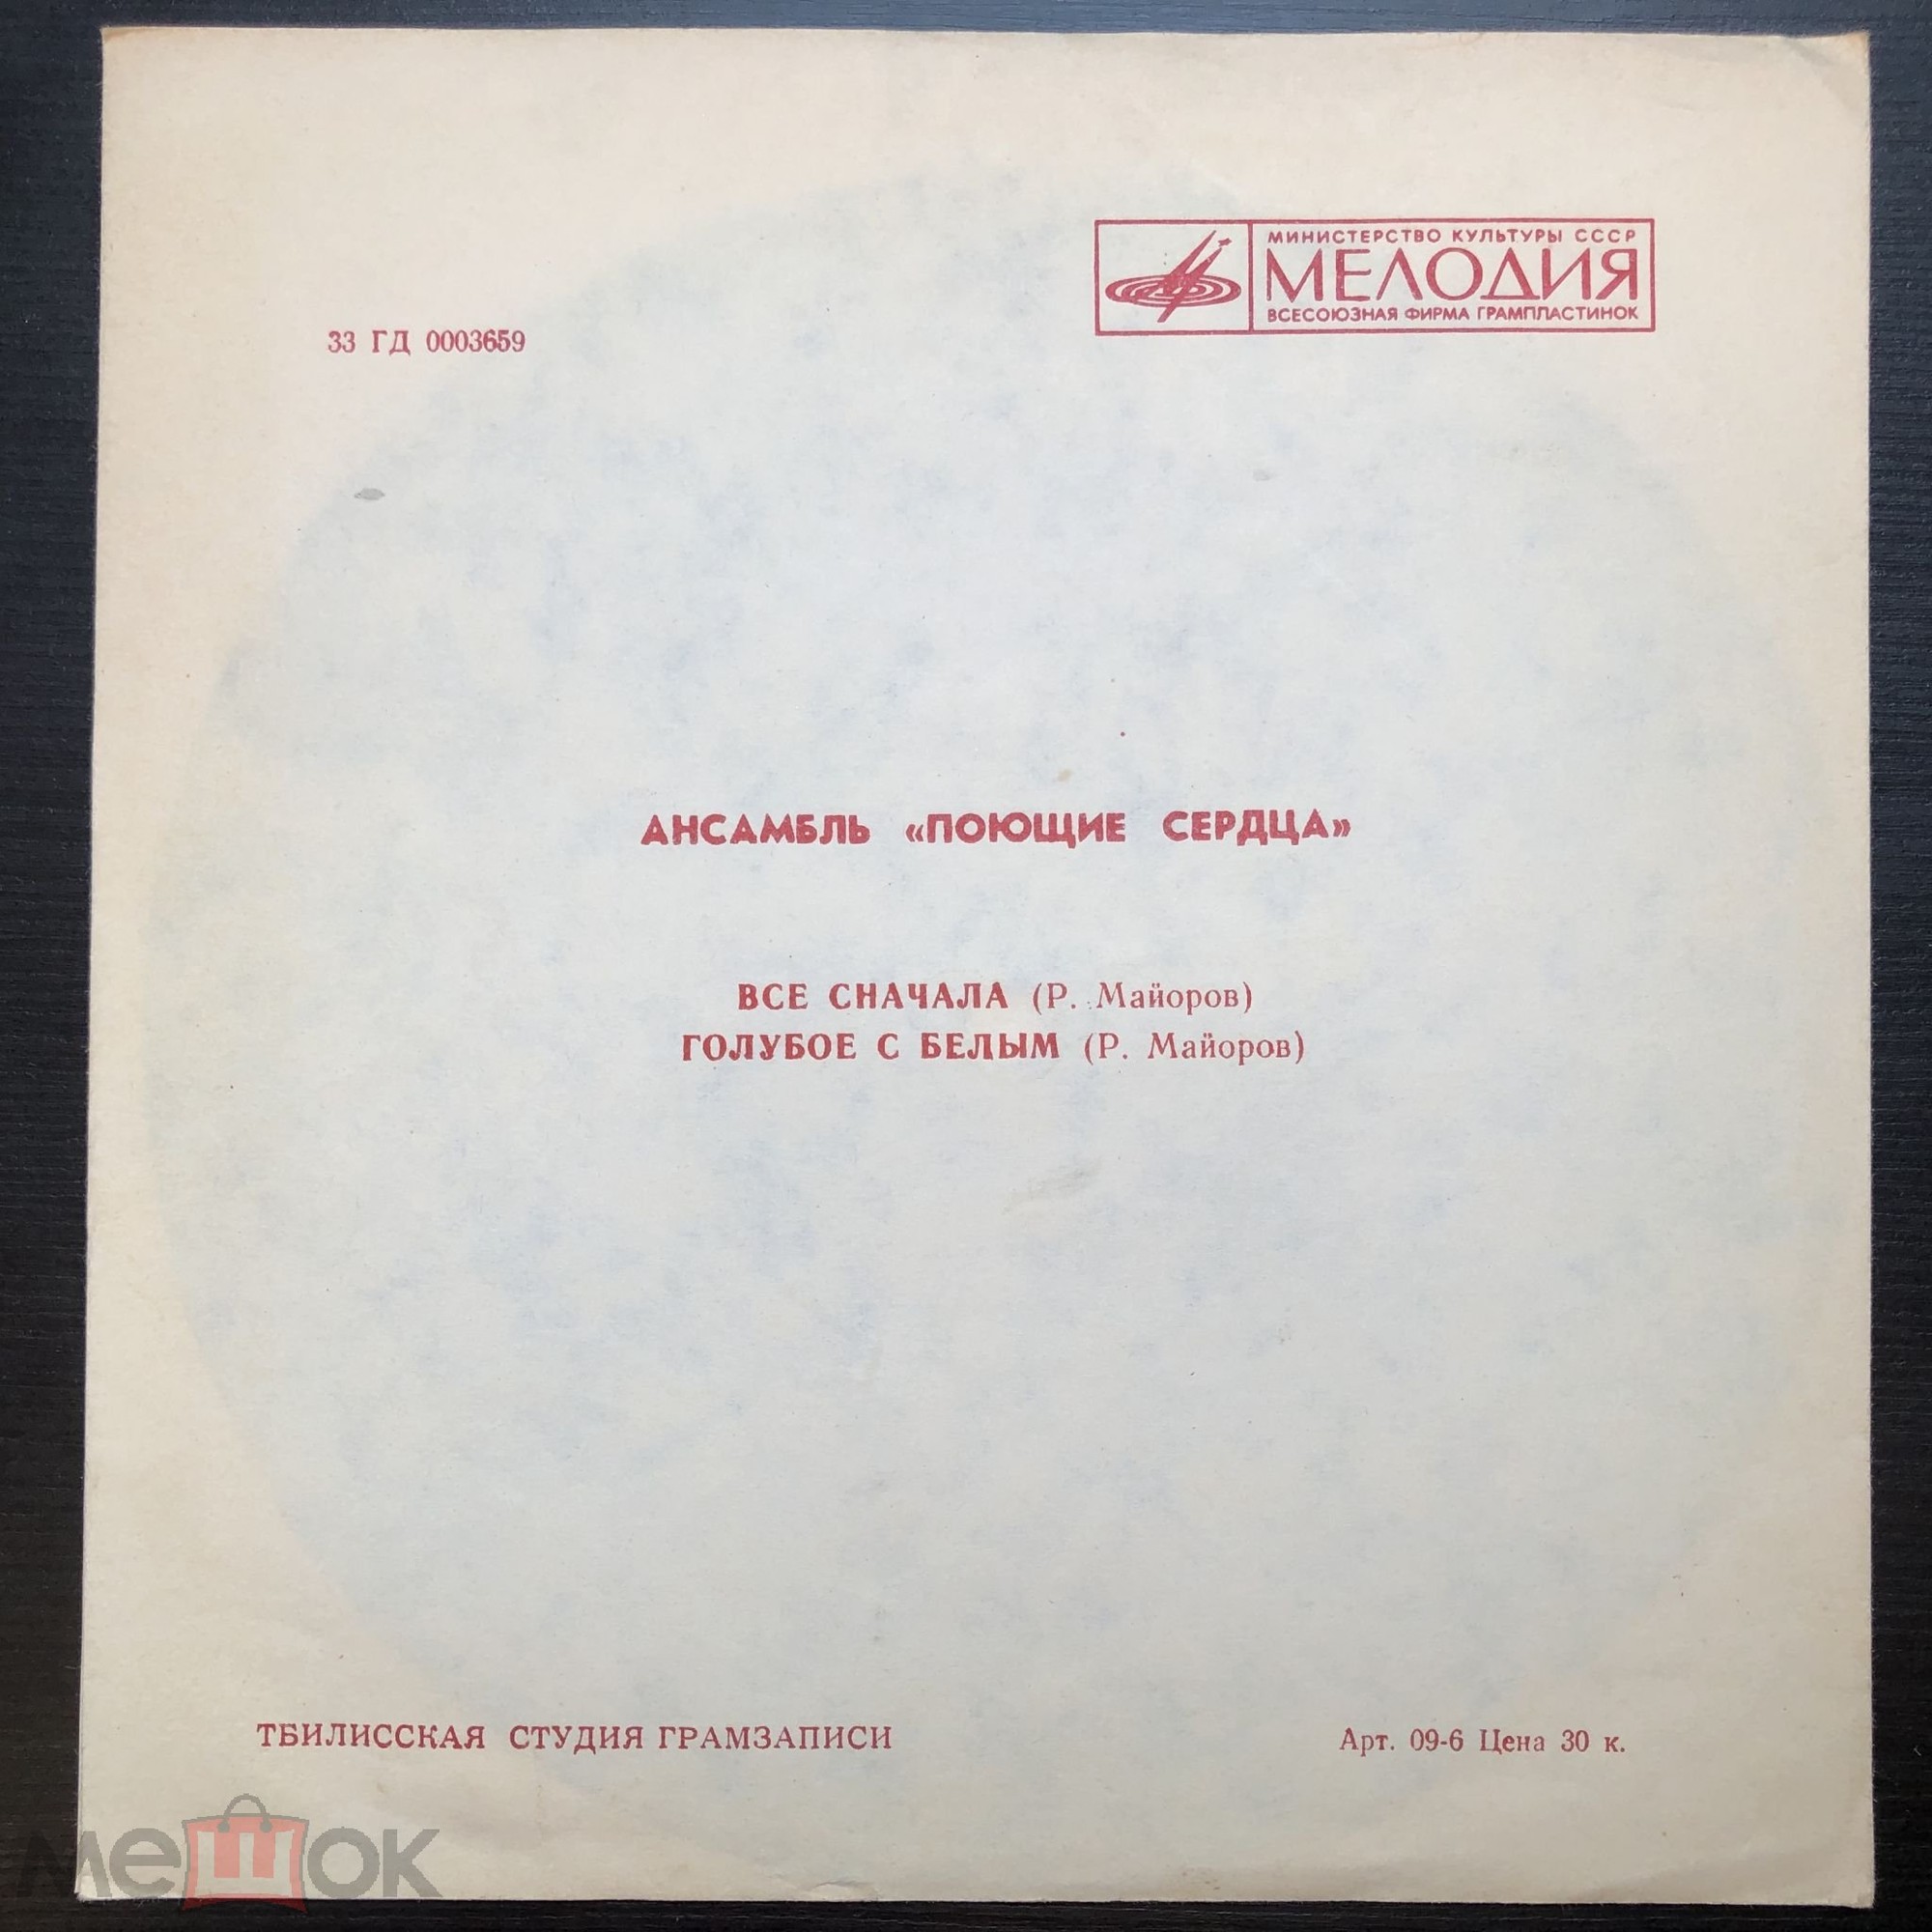 МИНИСТЕРСТВО КУЛЬТУРЫ СССР
МЕЛОДИЯ
ВСЕСОЮЗНАЯ ФИРМА ГРАМПЛАСТИНОК
33 ГД 0003659
АНСАМБЛЬ «ПОЮЩИЕ СЕРДЦА»
ВСЕ СНАЧАЛА (Р. Майоров)
ГОЛУБОЕ С БЕЛЫМ (Р. Майоров)
ТБИЛИССКАЯ СТУДИЯ ГРАМЗАПИСИ
Арт. 09-6 Цена 30 к.
мешок